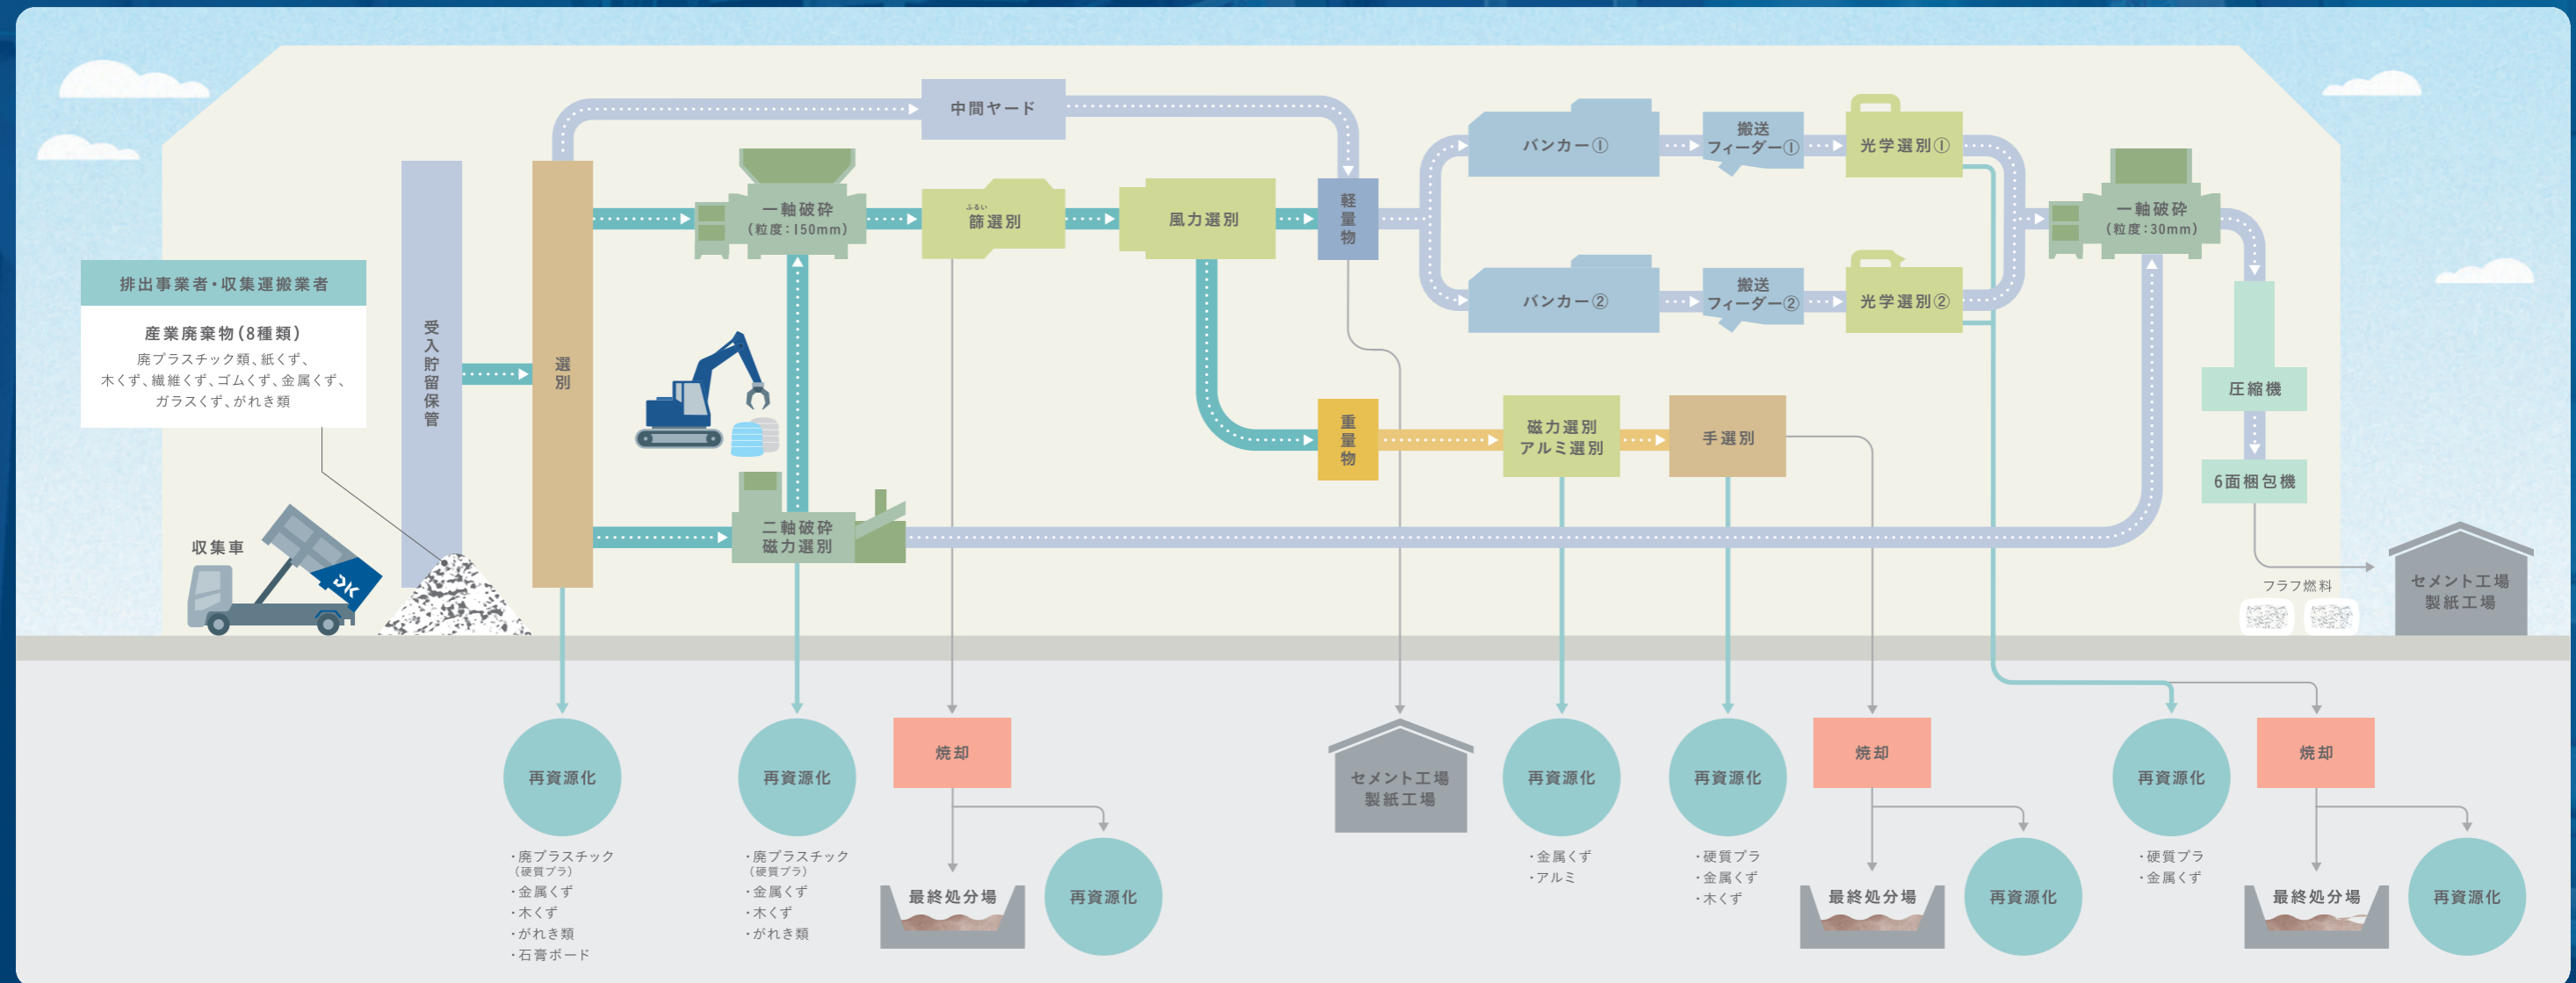 排出事業者・収集運搬業者
産業廃棄物(8種類)
廃プラスチック類、紙くず、
木くず、繊維くず、ゴムくず、金属くず、
ガラスくず、がれき類
収集車
DK
受入貯留保管
選別
中間ヤード
一軸破砕
(粒度:150mm)
ふるい
篩選別
風力選別
軽量物
重量物
二軸破砕
磁力選別
バンカー①
搬送
フィーダー①
光学選別①
バンカー②
搬送
フィーダー②
光学選別②
磁力選別
アルミ選別
手選別
一軸破砕
(粒度:30mm)
圧縮機
6面梱包機
フラフ燃料
セメント工場
製紙工場
再資源化
・廃プラスチック
(硬質プラ)
・金属くず
・木くず
・がれき類
・石膏ボード
再資源化
・廃プラスチック
(硬質プラ)
・金属くず
・木くず
・がれき類
焼却
最終処分場
再資源化
セメント工場
製紙工場
再資源化
・金属くず
・アルミ
再資源化
・硬質プラ
・金属くず
・木くず
焼却
最終処分場
再資源化
再資源化
・硬質プラ
・金属くず
焼却
最終処分場
再資源化